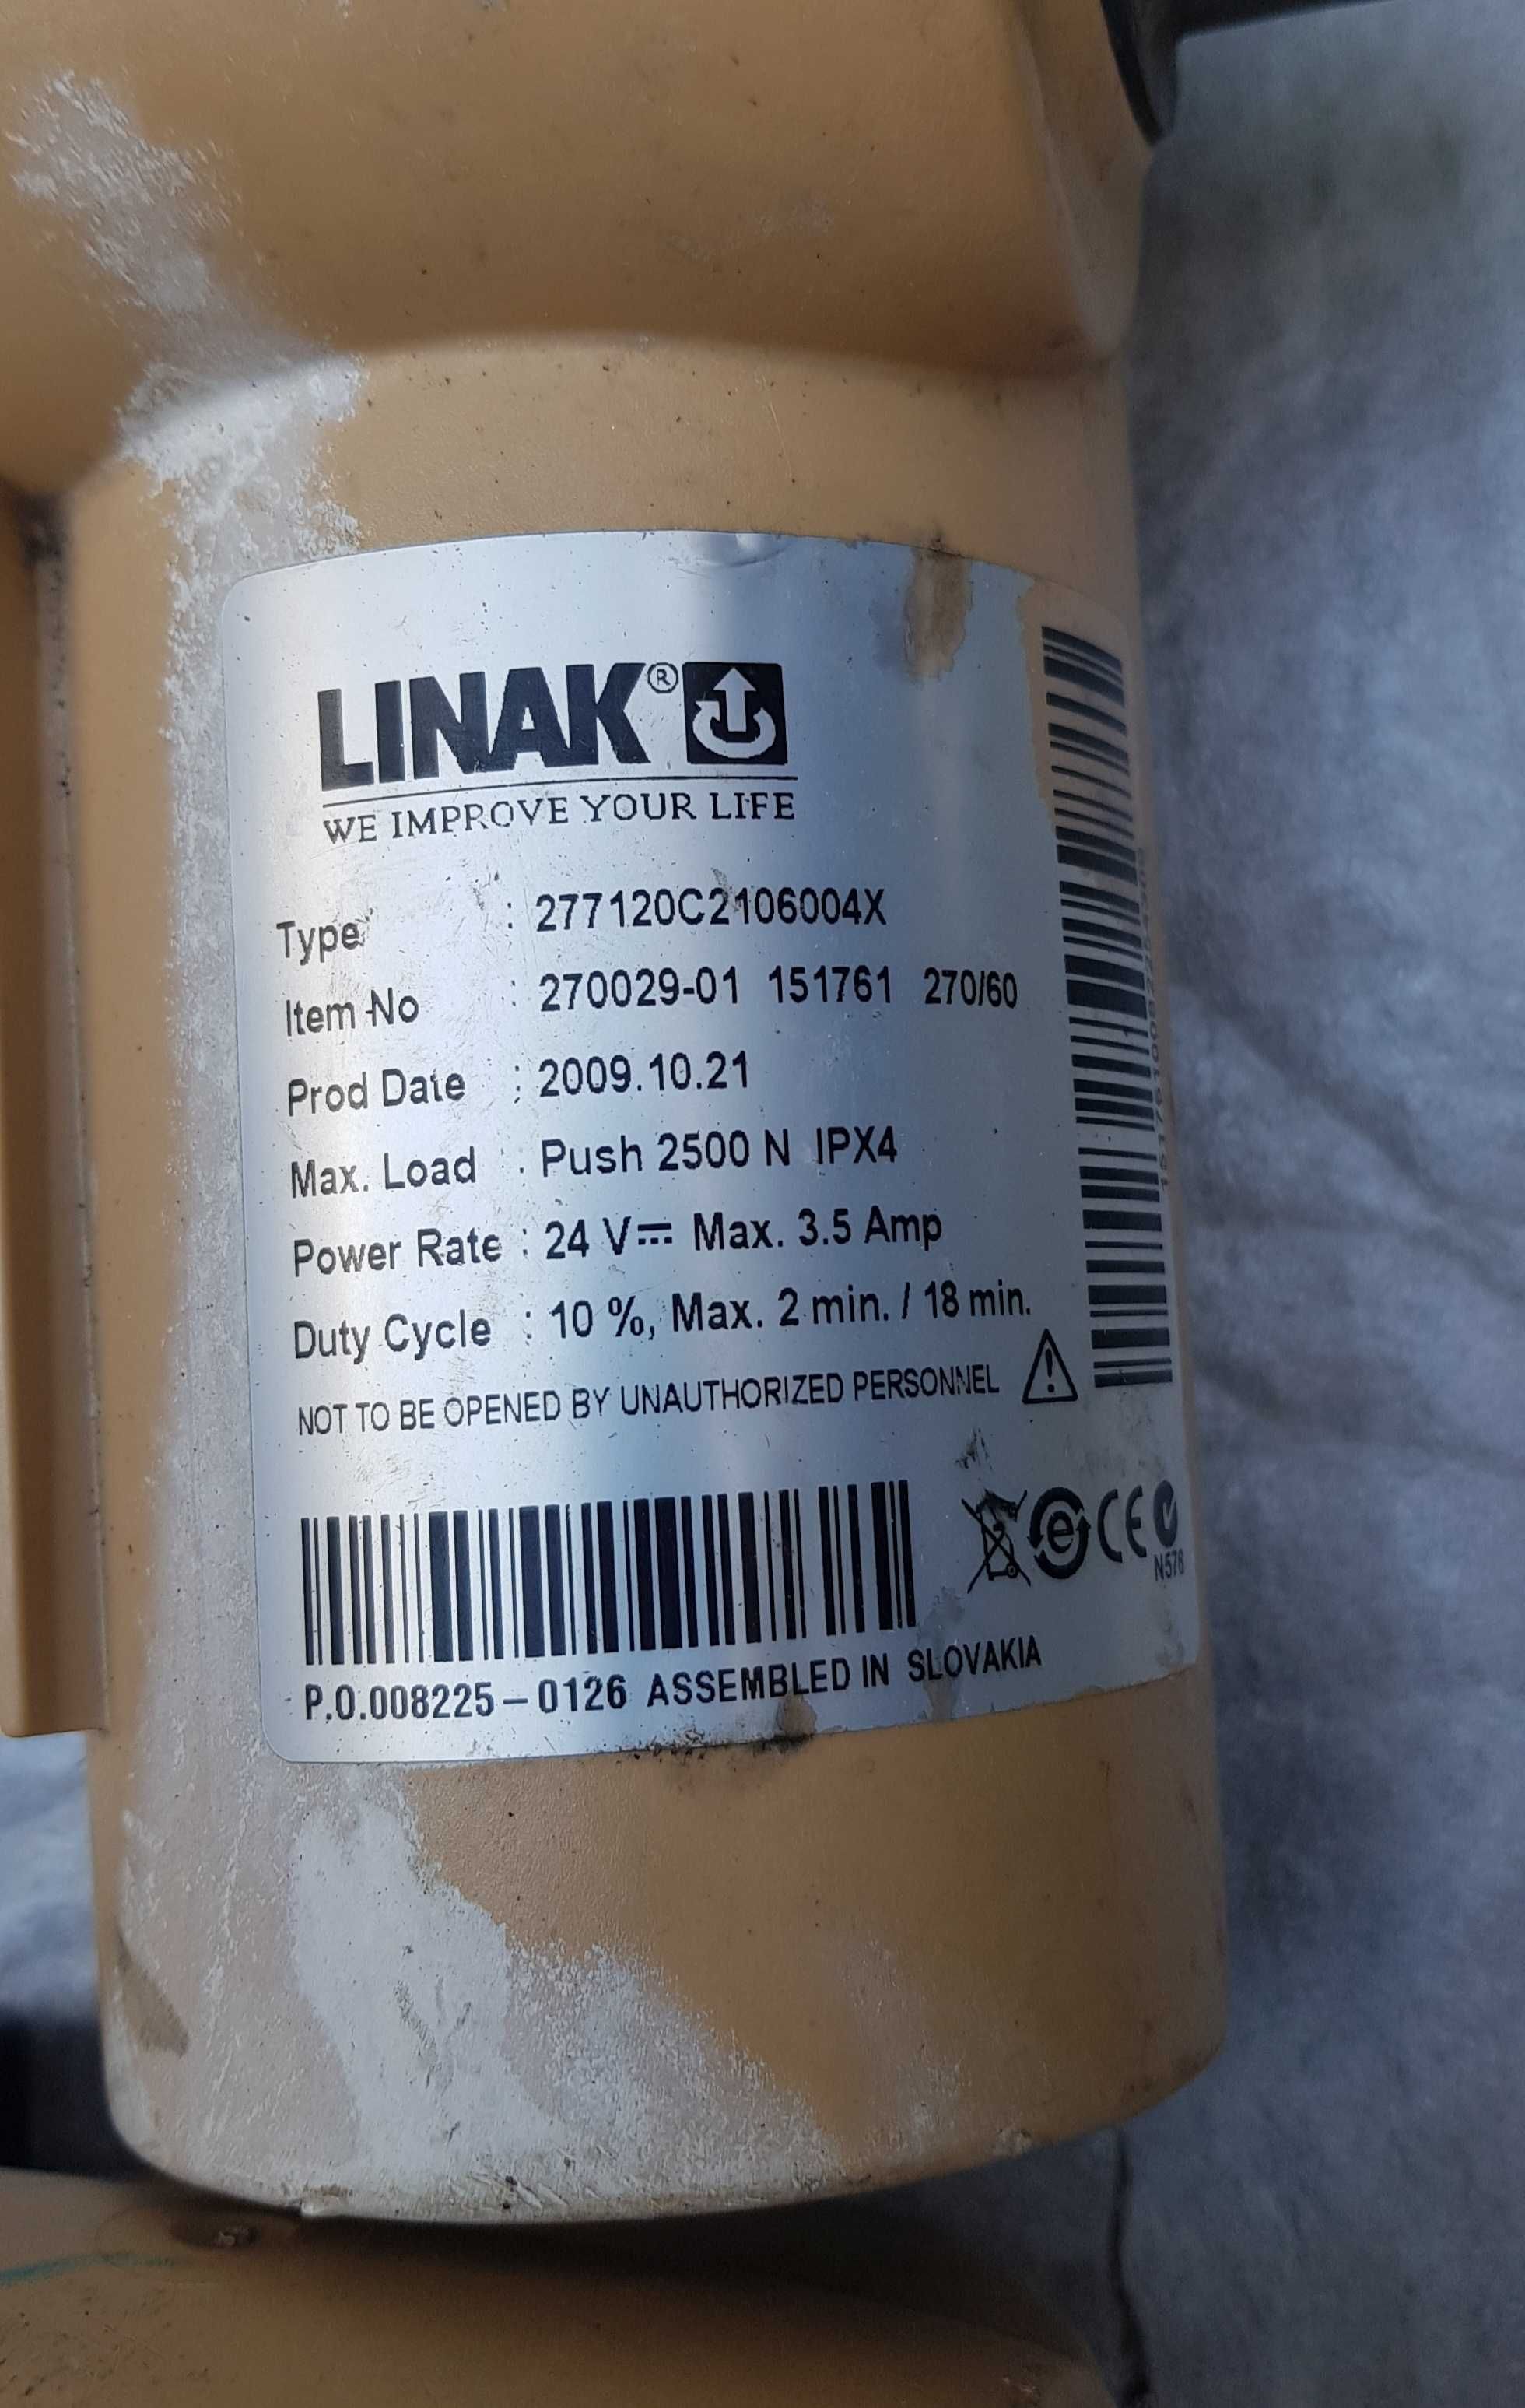 LINAK®
WE IMPROVE YOUR LIFE
Type : 277120C2106004X
Item No : 270029-01 151761 270/60
Prod Date : 2009.10.21
Max. Load : Push 2500 N IPX4
Power Rate : 24 V⎓ Max. 3.5 Amp
Duty Cycle : 10 %, Max. 2 min. / 18 min.
NOT TO BE OPENED BY UNAUTHORIZED PERSONNEL
CE
N578
P.O.008225–0126 ASSEMBLED IN SLOVAKIA